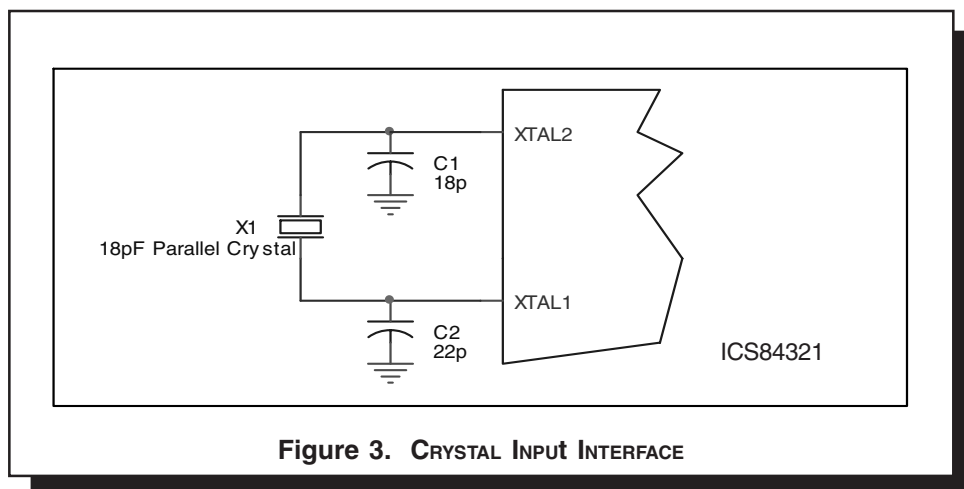 XTAL2
C1
18p
X1
18pF Parallel Crystal
XTAL1
C2
22p
ICS84321
Figure 3. CRYSTAL INPUT INTERFACE